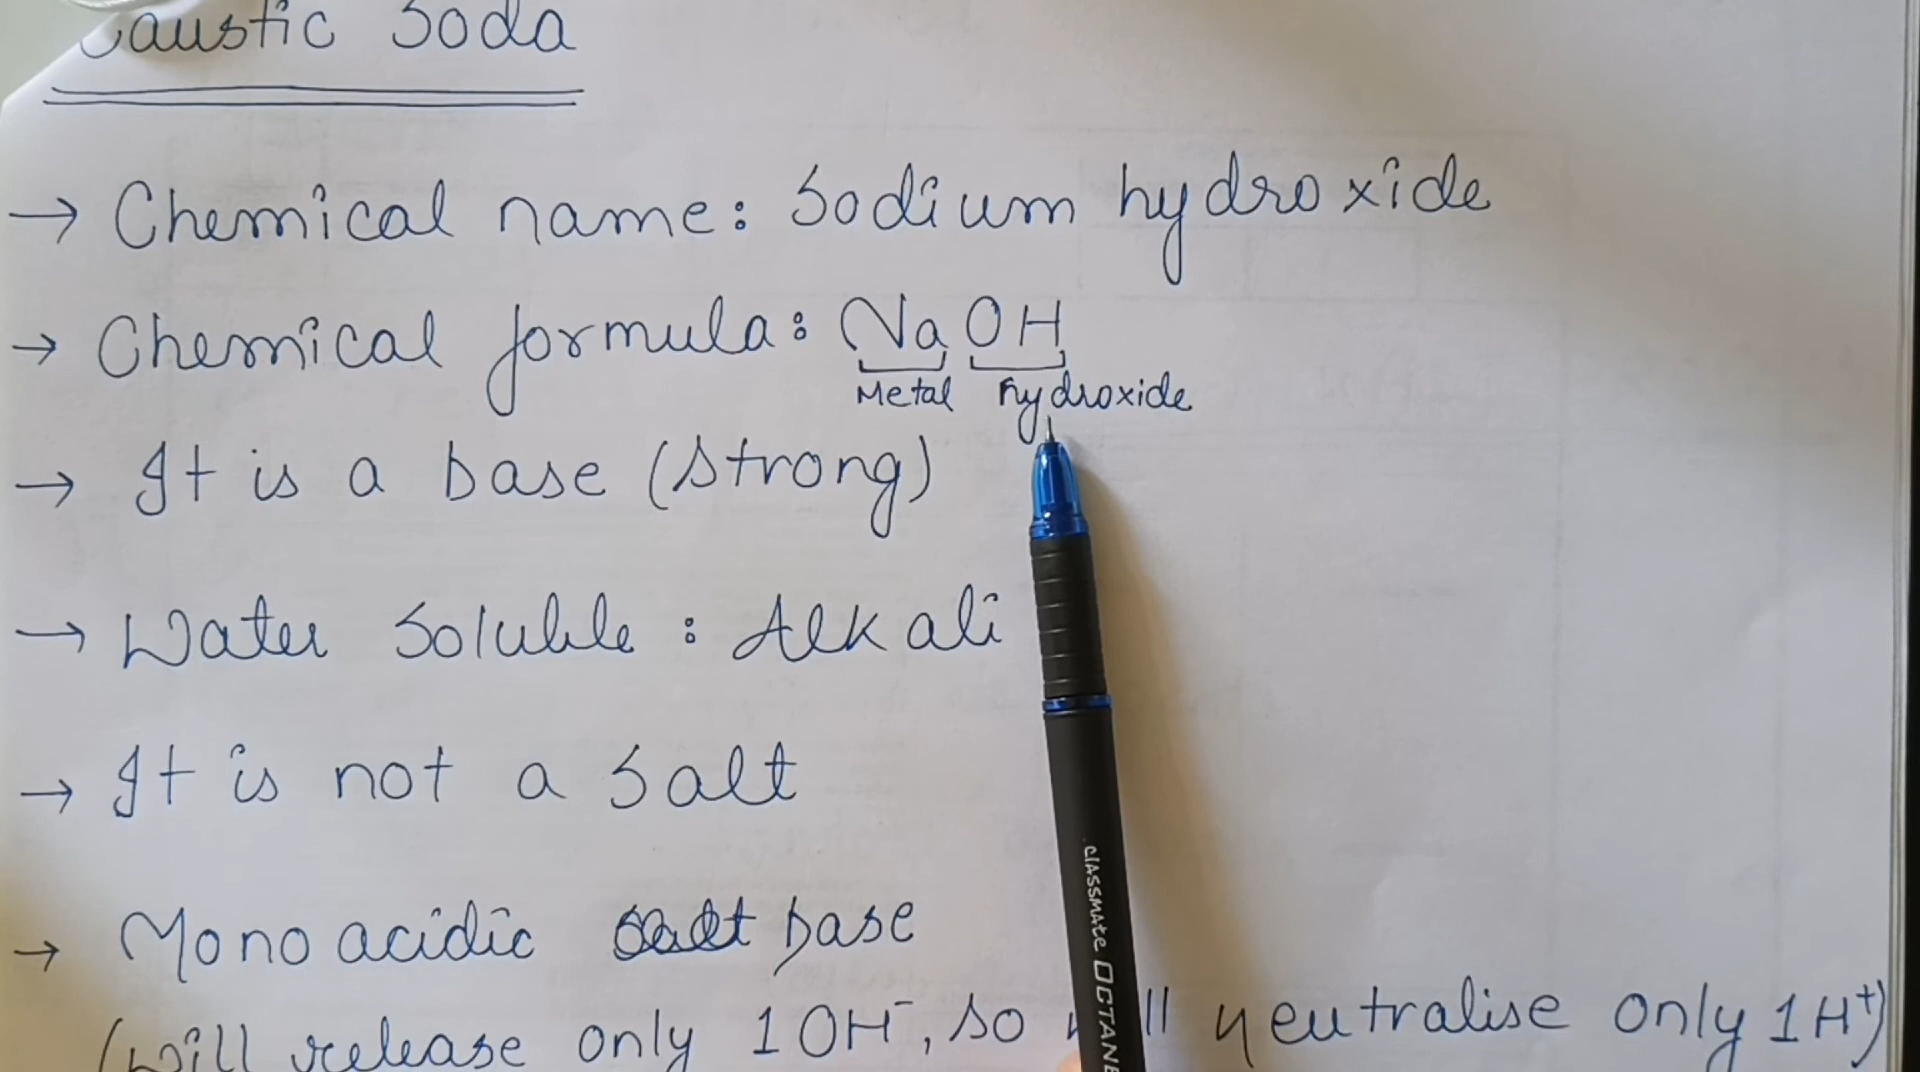 Caustic Soda
→ Chemical name: Sodium hydroxide
→ Chemical formula: NaOH
Metal hydroxide
→ It is a base (strong)
→ Water soluble : Alkali
→ It is not a salt
→ Mono acidic base
(Will release only 1 OH⁻, so will neutralise only 1H⁺)
classmate OCTANE